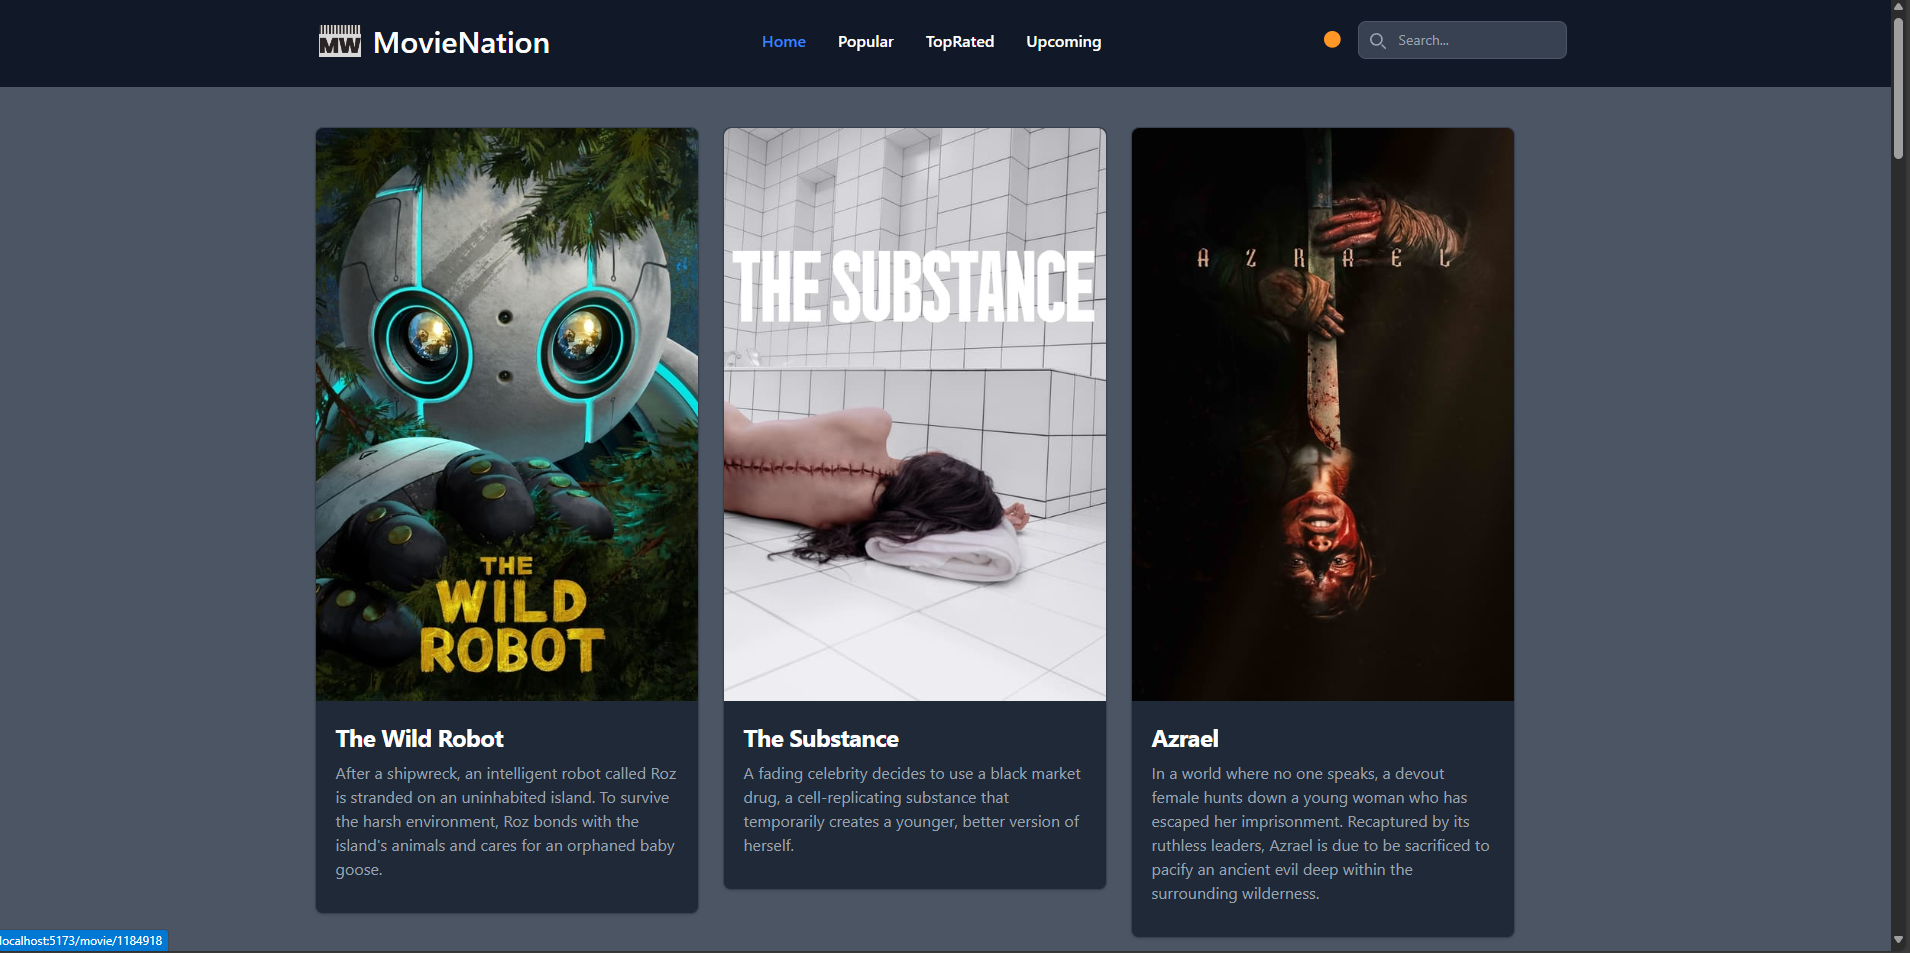 MW MovieNation
Home Popular TopRated Upcoming
Search...
THE SUBSTANCE
AZRAEL
THE
WILD
ROBOT
The Wild Robot
After a shipwreck, an intelligent robot called Roz
is stranded on an uninhabited island. To survive
the harsh environment, Roz bonds with the
island's animals and cares for an orphaned baby
goose.
The Substance
A fading celebrity decides to use a black market
drug, a cell-replicating substance that
temporarily creates a younger, better version of
herself.
Azrael
In a world where no one speaks, a devout
female hunts down a young woman who has
escaped her imprisonment. Recaptured by its
ruthless leaders, Azrael is due to be sacrificed to
pacify an ancient evil deep within the
surrounding wilderness.
localhost:5173/movie/1184918